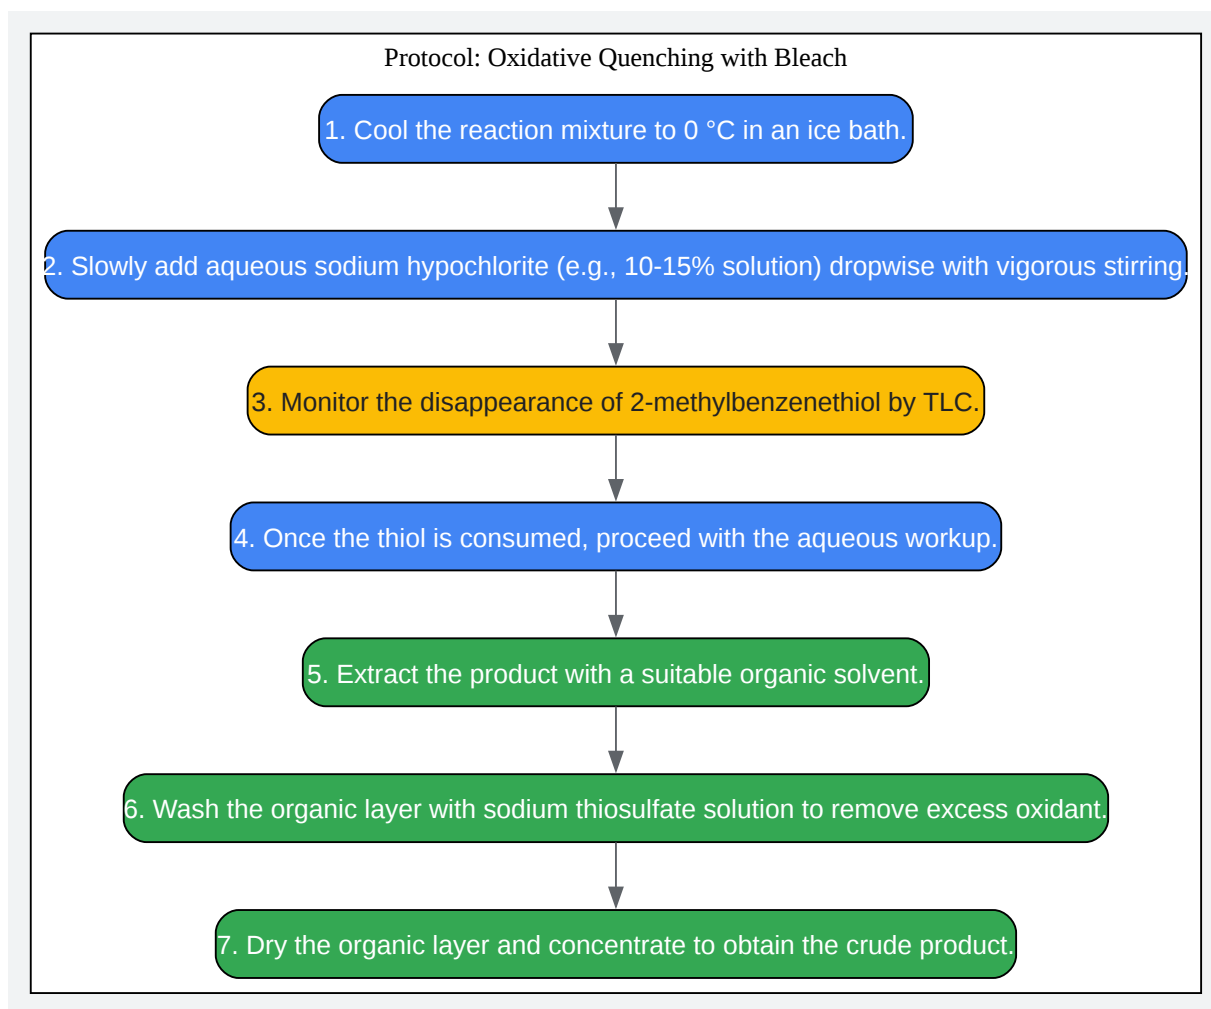 Protocol: Oxidative Quenching with Bleach
1. Cool the reaction mixture to 0 °C in an ice bath.
2. Slowly add aqueous sodium hypochlorite (e.g., 10-15% solution) dropwise with vigorous stirring.
3. Monitor the disappearance of 2-methylbenzenethiol by TLC.
4. Once the thiol is consumed, proceed with the aqueous workup.
5. Extract the product with a suitable organic solvent.
6. Wash the organic layer with sodium thiosulfate solution to remove excess oxidant.
7. Dry the organic layer and concentrate to obtain the crude product.